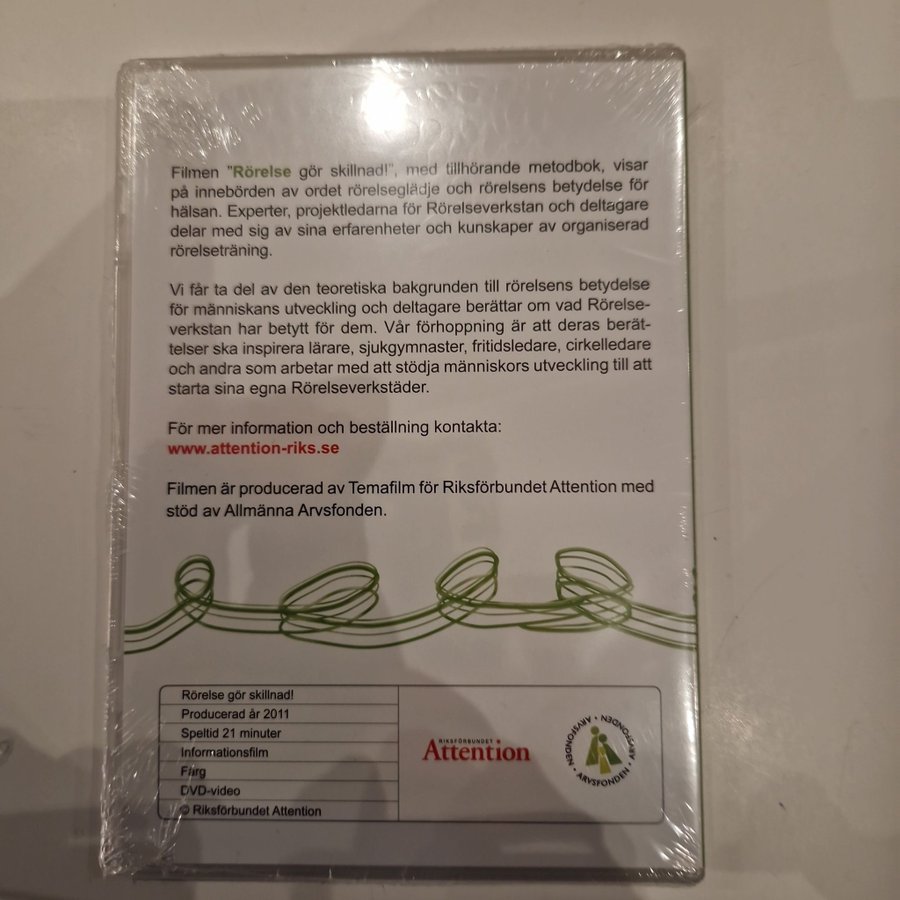 Filmen "Rörelse gör skillnad!", med tillhörande metodbok, visar
på innebörden av ordet rörelseglädje och rörelsens betydelse för
hälsan. Experter, projektledarna för Rörelseverkstan och deltagare
delar med sig av sina erfarenheter och kunskaper av organiserad
rörelseträning.
Vi får ta del av den teoretiska bakgrunden till rörelsens betydelse
för människans utveckling och deltagare berättar om vad Rörelse-
verkstan har betytt för dem. Vår förhoppning är att deras berät-
telser ska inspirera lärare, sjukgymnaster, fritidsledare, cirkelledare
och andra som arbetar med att stödja människors utveckling till att
starta sina egna Rörelseverkstäder.
För mer information och beställning kontakta:
www.attention-riks.se
Filmen är producerad av Temafilm för Riksförbundet Attention med
stöd av Allmänna Arvsfonden.
Rörelse gör skillnad!
Producerad år 2011
Speltid 21 minuter
Informationsfilm
Färg
DVD-video
© Riksförbundet Attention
RIKSFÖRBUNDET
Attention
ARVSFONDEN • ARVSFONDEN • ARVSFONDEN •